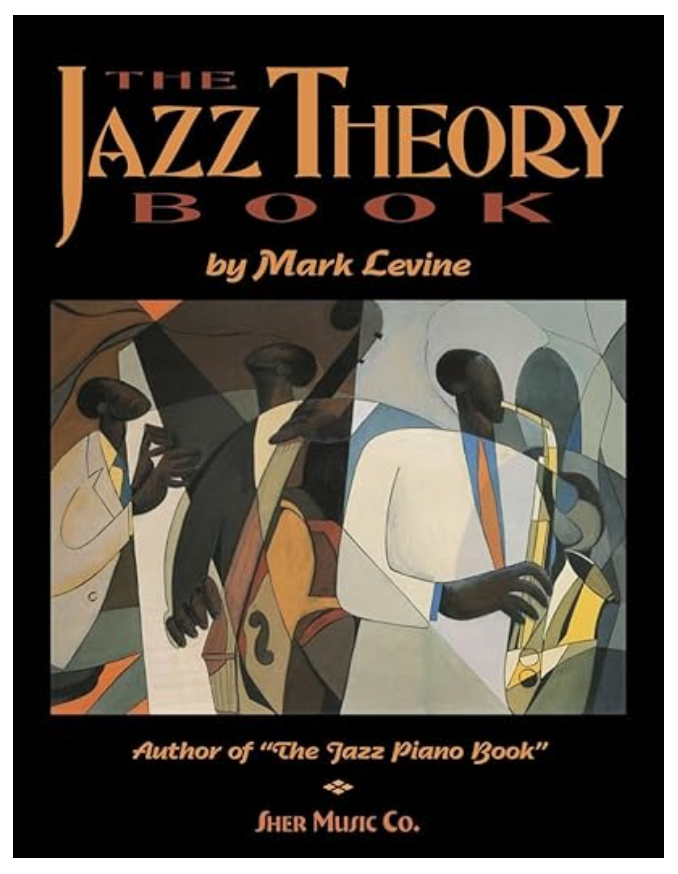 THE
JAZZ THEORY
BOOK
by Mark Levine
Author of “The Jazz Piano Book”
SHER MUSIC CO.